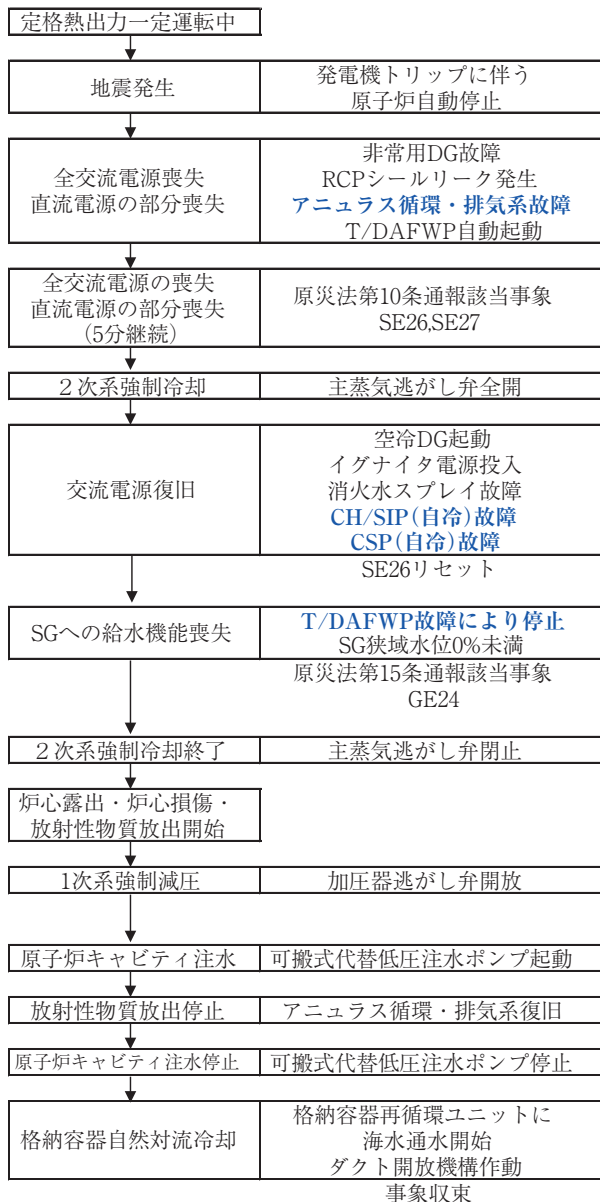 定格熱出力一定運転中
地震発生
発電機トリップに伴う
原子炉自動停止
全交流電源喪失
直流電源の部分喪失
非常用DG故障
RCPシールリーク発生
アニュラス循環・排気系故障
T/DAFWP自動起動
全交流電源の喪失
直流電源の部分喪失
(5分継続)
原災法第10条通報該当事象
SE26,SE27
２次系強制冷却
主蒸気逃がし弁全開
交流電源復旧
空冷DG起動
イグナイタ電源投入
消火水スプレイ故障
CH/SIP(自冷)故障
CSP(自冷)故障
SE26リセット
SGへの給水機能喪失
T/DAFWP故障により停止
SG狭域水位0%未満
原災法第15条通報該当事象
GE24
２次系強制冷却終了
主蒸気逃がし弁閉止
炉心露出・炉心損傷・
放射性物質放出開始
1次系強制減圧
加圧器逃がし弁開放
原子炉キャビティ注水
可搬式代替低圧注水ポンプ起動
放射性物質放出停止
アニュラス循環・排気系復旧
原子炉キャビティ注水停止
可搬式代替低圧注水ポンプ停止
格納容器自然対流冷却
格納容器再循環ユニットに
海水通水開始
ダクト開放機構作動
事象収束